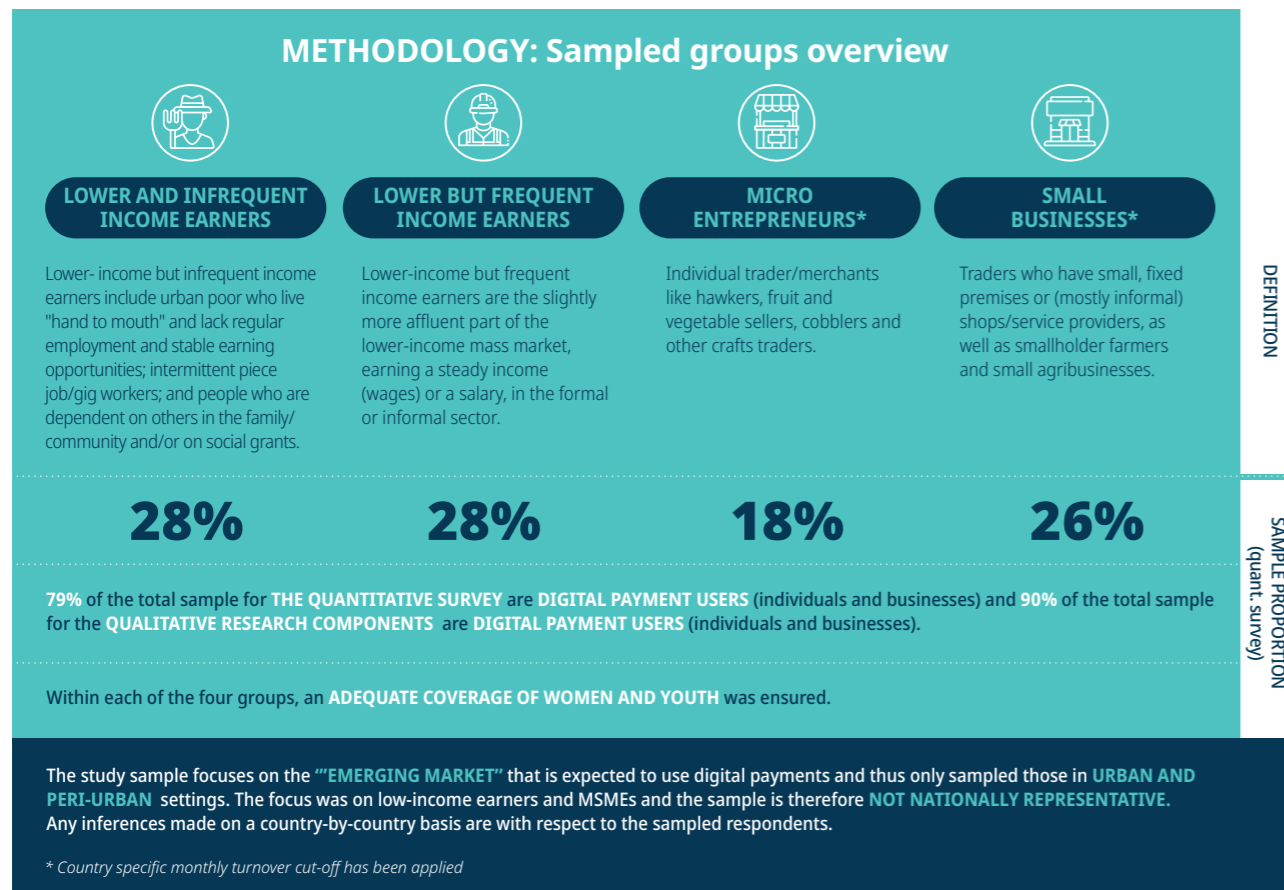 METHODOLOGY: Sampled groups overview
LOWER AND INFREQUENT
INCOME EARNERS
LOWER BUT FREQUENT
INCOME EARNERS
MICRO
ENTREPRENEURS*
SMALL
BUSINESSES*
Lower- income but infrequent income
earners include urban poor who live
"hand to mouth" and lack regular
employment and stable earning
opportunities; intermittent piece
job/gig workers; and people who are
dependent on others in the family/
community and/or on social grants.
Lower-income but frequent
income earners are the slightly
more affluent part of the
lower-income mass market,
earning a steady income
(wages) or a salary, in the formal
or informal sector.
Individual trader/merchants
like hawkers, fruit and
vegetable sellers, cobblers and
other crafts traders.
Traders who have small, fixed
premises or (mostly informal)
shops/service providers, as
well as smallholder farmers
and small agribusinesses.
DEFINITION
28%
28%
18%
26%
SAMPLE PROPORTION
(quant. survey)
79% of the total sample for THE QUANTITATIVE SURVEY are DIGITAL PAYMENT USERS (individuals and businesses) and 90% of the total sample
for the QUALITATIVE RESEARCH COMPONENTS are DIGITAL PAYMENT USERS (individuals and businesses).
Within each of the four groups, an ADEQUATE COVERAGE OF WOMEN AND YOUTH was ensured.
The study sample focuses on the “”EMERGING MARKET” that is expected to use digital payments and thus only sampled those in URBAN AND
PERI-URBAN settings. The focus was on low-income earners and MSMEs and the sample is therefore NOT NATIONALLY REPRESENTATIVE.
Any inferences made on a country-by-country basis are with respect to the sampled respondents.
* Country specific monthly turnover cut-off has been applied